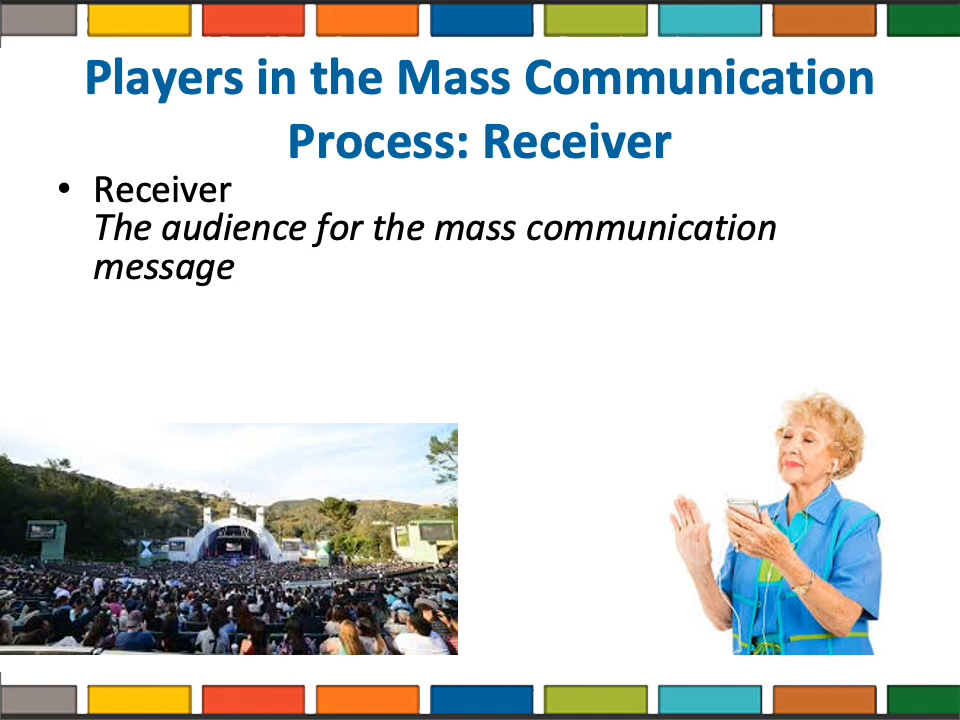 Players in the Mass Communication
Process: Receiver
• Receiver
The audience for the mass communication
message